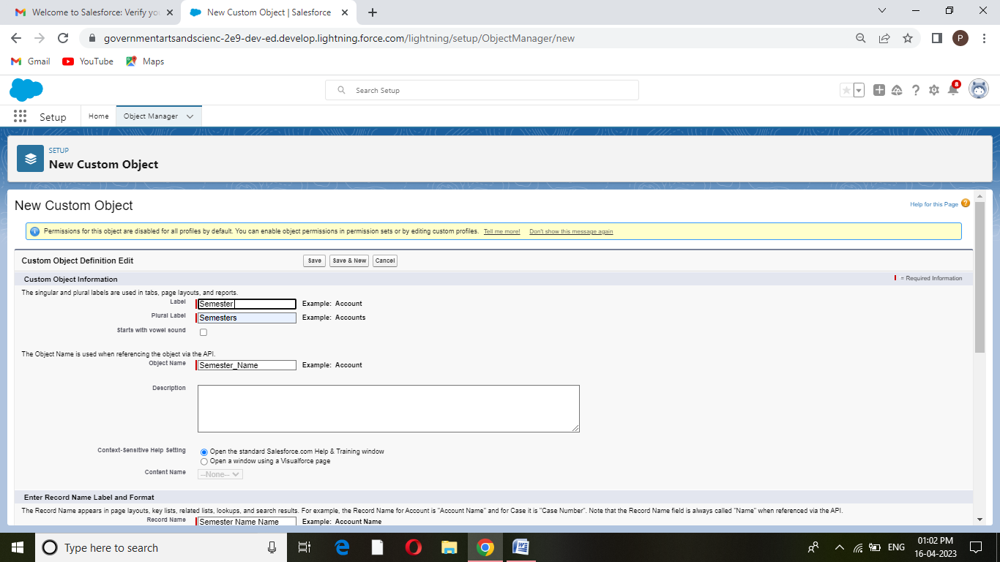 Welcome to Salesforce: Verify yo
New Custom Object | Salesforce
governmentartsandscienc-2e9-dev-ed.develop.lightning.force.com/lightning/setup/ObjectManager/new
P
Gmail
YouTube
Maps
Search Setup
8
Setup
Home
Object Manager
SETUP
New Custom Object
New Custom Object
Help for this Page
Permissions for this object are disabled for all profiles by default. You can enable object permissions in permission sets or by editing custom profiles. Tell me more! Don't show this message again
Custom Object Definition Edit
Save
Save & New
Cancel
Custom Object Information
= Required Information
The singular and plural labels are used in tabs, page layouts, and reports.
Label
Semester
Example: Account
Plural Label
Semesters
Example: Accounts
Starts with vowel sound
The Object Name is used when referencing the object via the API.
Object Name
Semester_Name
Example: Account
Description
Context-Sensitive Help Setting
Open the standard Salesforce.com Help & Training window
Open a window using a Visualforce page
Content Name
--None--
Enter Record Name Label and Format
The Record Name appears in page layouts, key lists, related lists, lookups, and search results. For example, the Record Name for Account is "Account Name" and for Case it is "Case Number". Note that the Record Name field is always called "Name" when referenced via the API.
Record Name
Semester Name Name
Example: Account Name
Type here to search
ENG
01:02 PM
16-04-2023